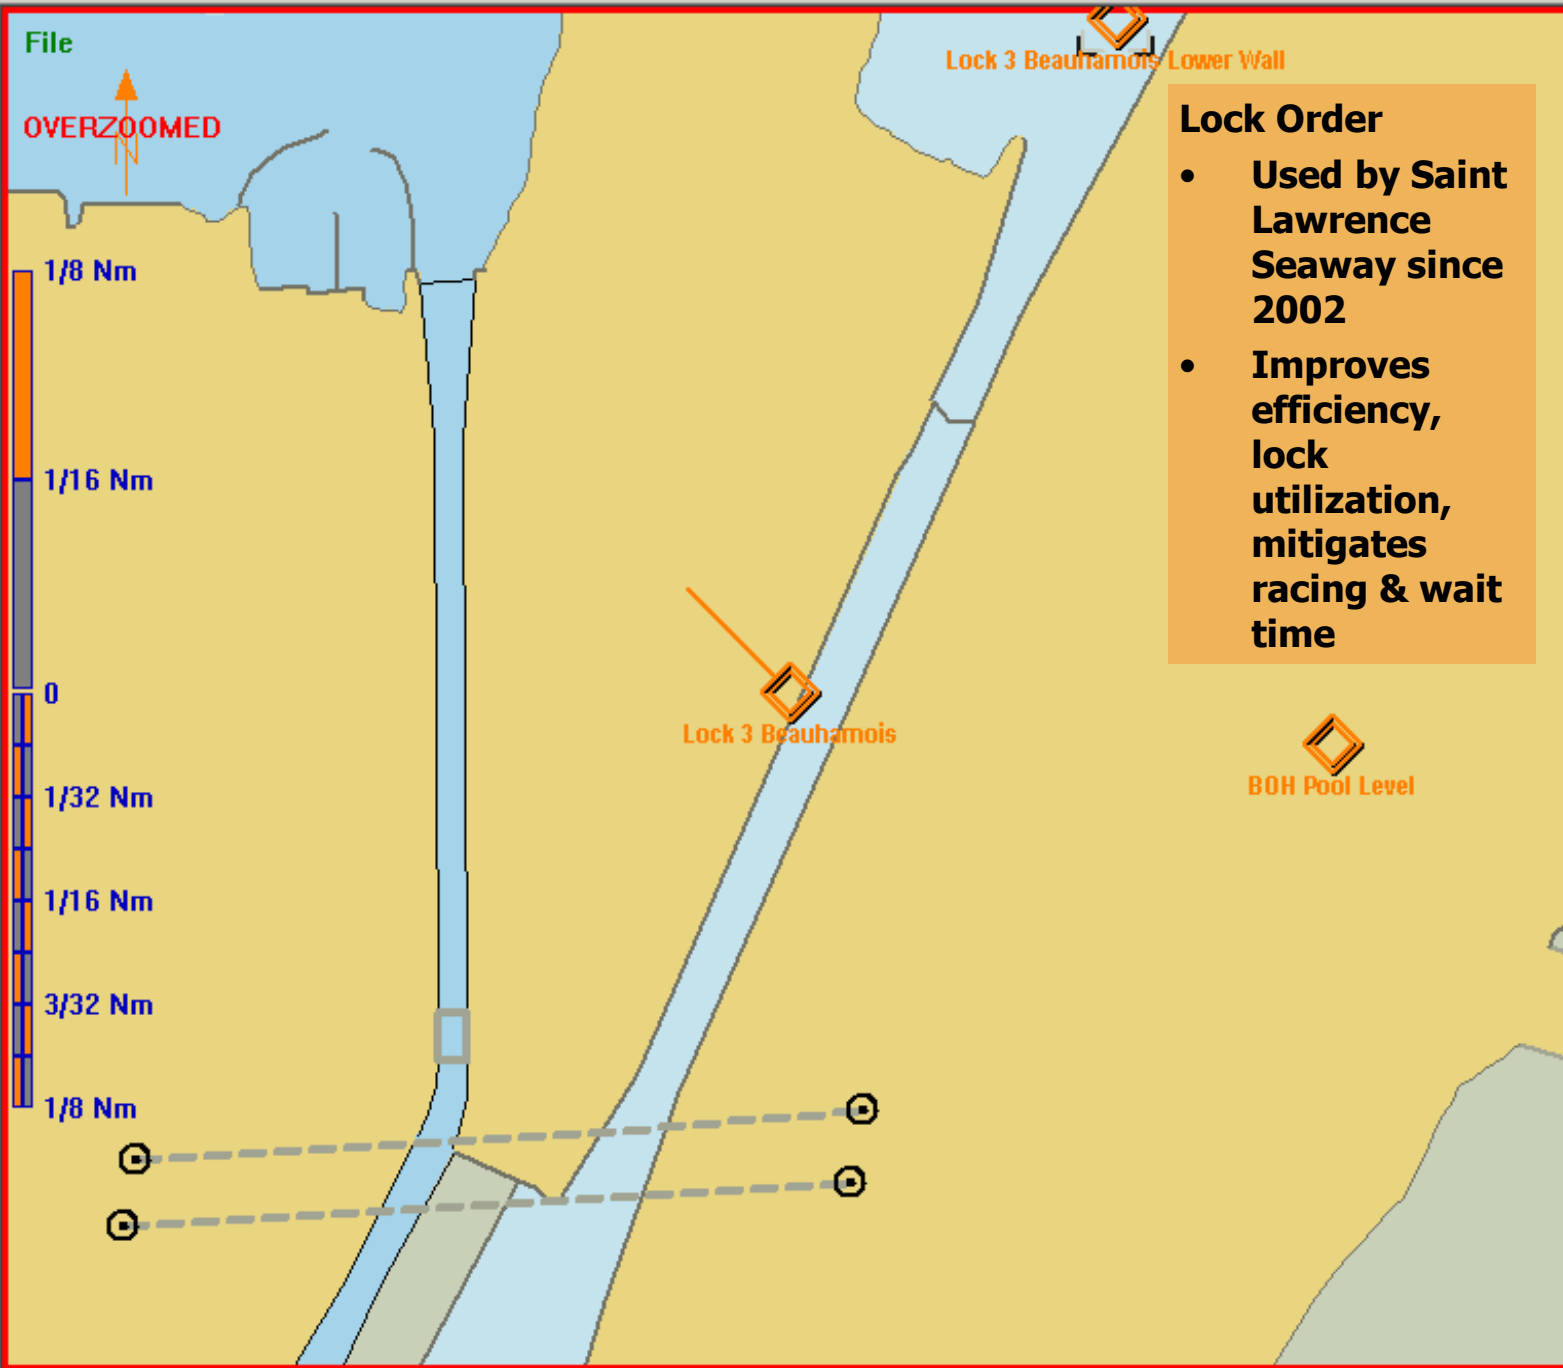 File
OVERZOOMED
N
Lock 3 Beauharnois Lower Wall
Lock Order
• Used by Saint
Lawrence
Seaway since
2002
• Improves
efficiency,
lock
utilization,
mitigates
racing & wait
time
1/8 Nm
1/16 Nm
0
1/32 Nm
1/16 Nm
3/32 Nm
1/8 Nm
Lock 3 Beauharnois
BOH Pool Level